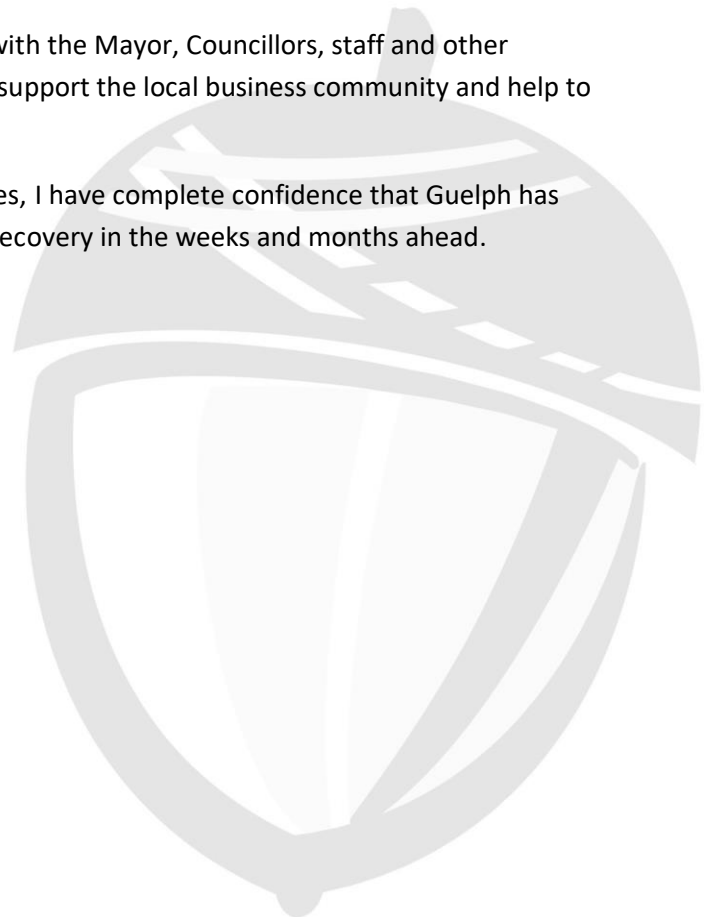 with the Mayor, Councillors, staff and other
support the local business community and help to
es, I have complete confidence that Guelph has
ecovery in the weeks and months ahead.